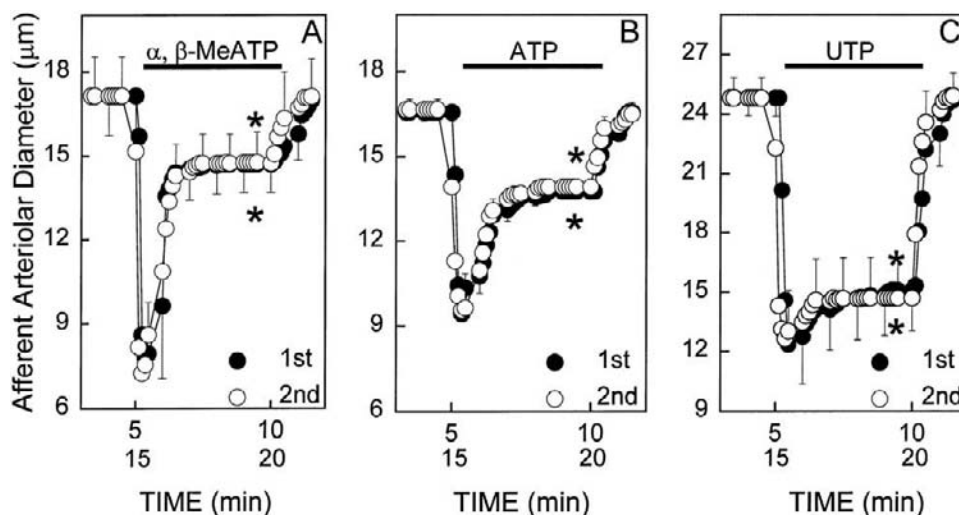 Afferent Arteriolar Diameter (μm)
A
α, β-MeATP
18
15
12
9
6
*
*
1st
2nd
5
10
15
20
TIME (min)
B
ATP
18
15
12
9
6
*
*
1st
2nd
5
10
15
20
TIME (min)
C
UTP
27
24
21
18
15
12
9
*
*
1st
2nd
5
10
15
20
TIME (min)